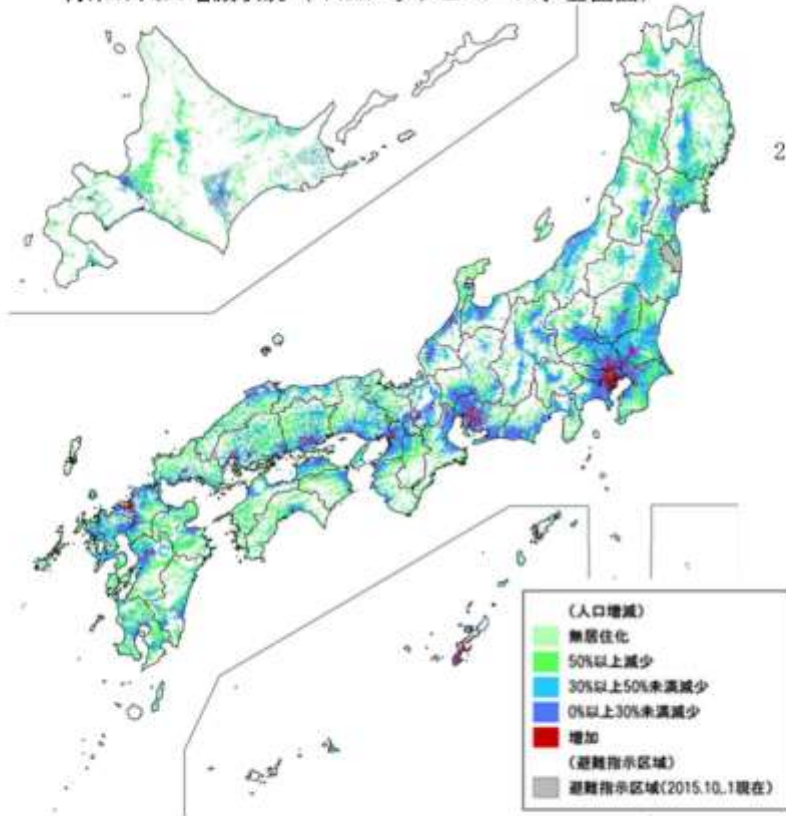 2
(人口増減)
無居住化
50%以上減少
30%以上50%未満減少
0%以上30%未満減少
増加
(避難指示区域)
避難指示区域(2015.10..1現在)